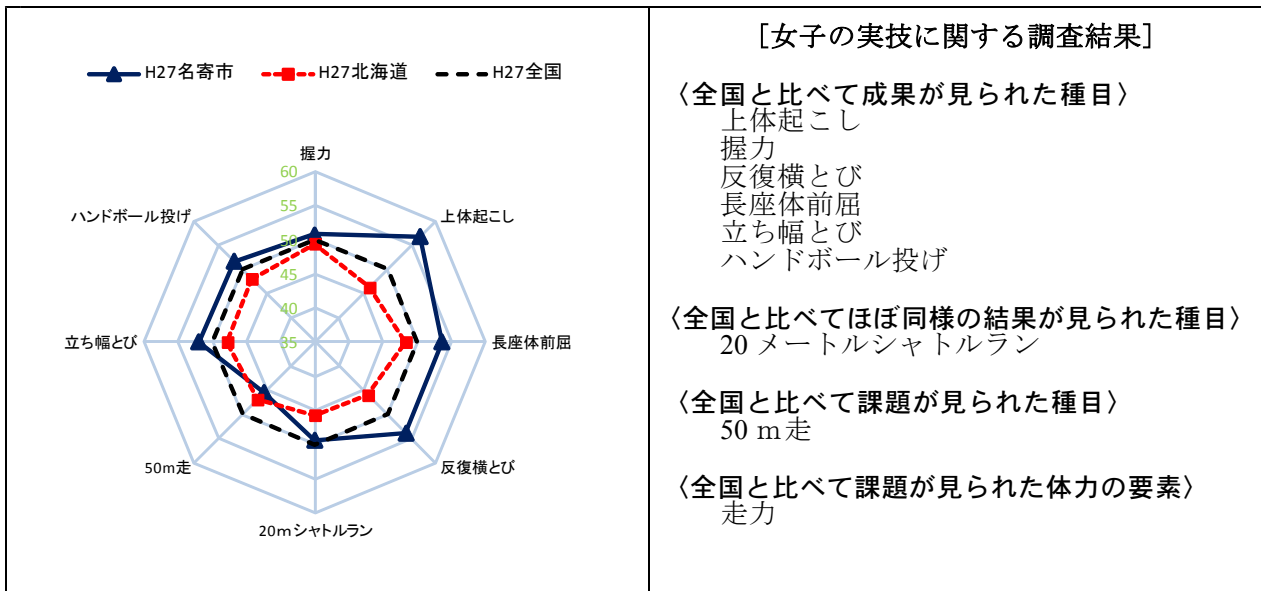 H27名寄市 H27北海道 H27全国
握力
60
55
50
45
40
35
上体起こし
長座体前屈
反復横とび
20mシャトルラン
50m走
立ち幅とび
ハンドボール投げ
[女子の実技に関する調査結果]
〈全国と比べて成果が見られた種目〉
上体起こし
握力
反復横とび
長座体前屈
立ち幅とび
ハンドボール投げ
〈全国と比べてほぼ同様の結果が見られた種目〉
20 メートルシャトルラン
〈全国と比べて課題が見られた種目〉
50 m走
〈全国と比べて課題が見られた体力の要素〉
走力